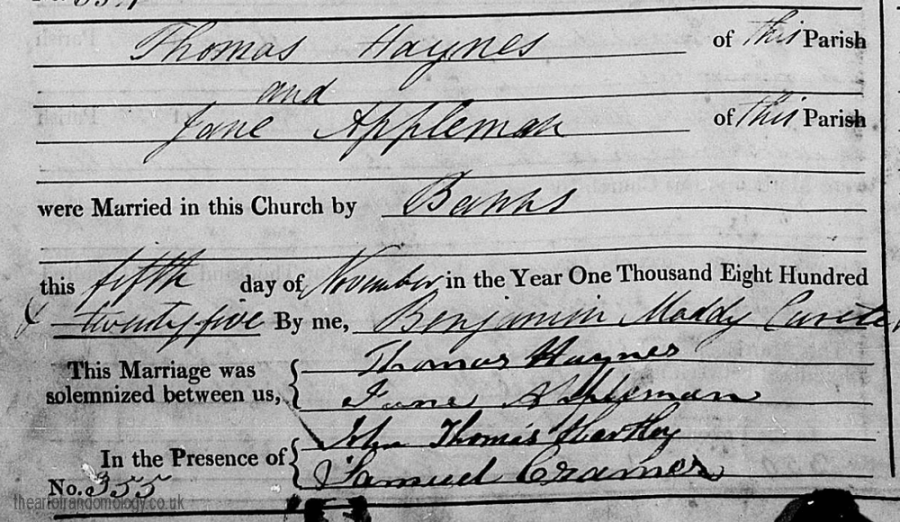 Thomas Haynes of this Parish
and
Jane Appleman of this Parish
were Married in this Church by Banns
this fifth day of November in the Year One Thousand Eight Hundred
& twenty five By me, Benjamin Maddy Curate
This Marriage was solemnized between us, { Thomas Haynes
Jane Appleman
In the Presence of { John Thomas Hartley
Samuel Cramer
No. 355
theartofrandomology.co.uk